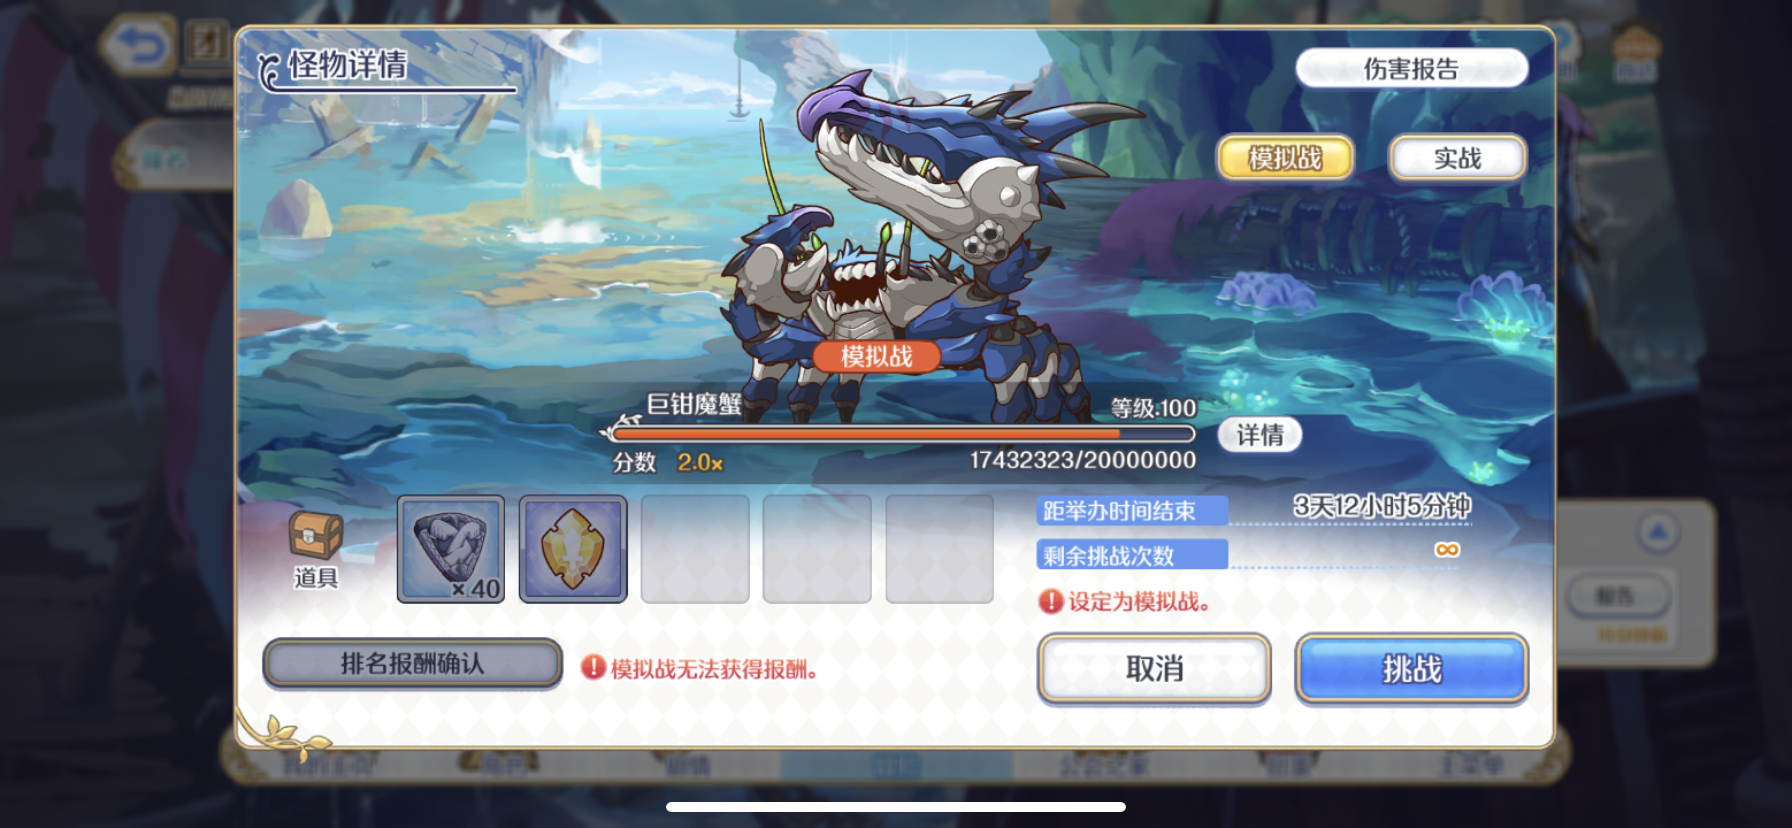 怪物详情
伤害报告
模拟战
实战
模拟战
巨钳魔蟹
等级.100
详情
分数 2.0x
17432323/20000000
道具
×40
距举办时间结束 3天12小时5分钟
剩余挑战次数 ∞
设定为模拟战。
排名报酬确认
模拟战无法获得报酬。
取消
挑战